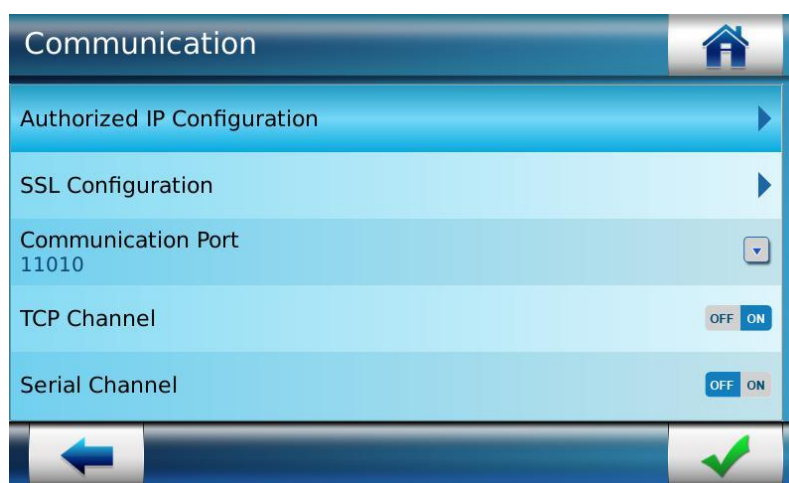 Communication
Authorized IP Configuration
SSL Configuration
Communication Port
11010
TCP Channel
OFF ON
Serial Channel
OFF ON